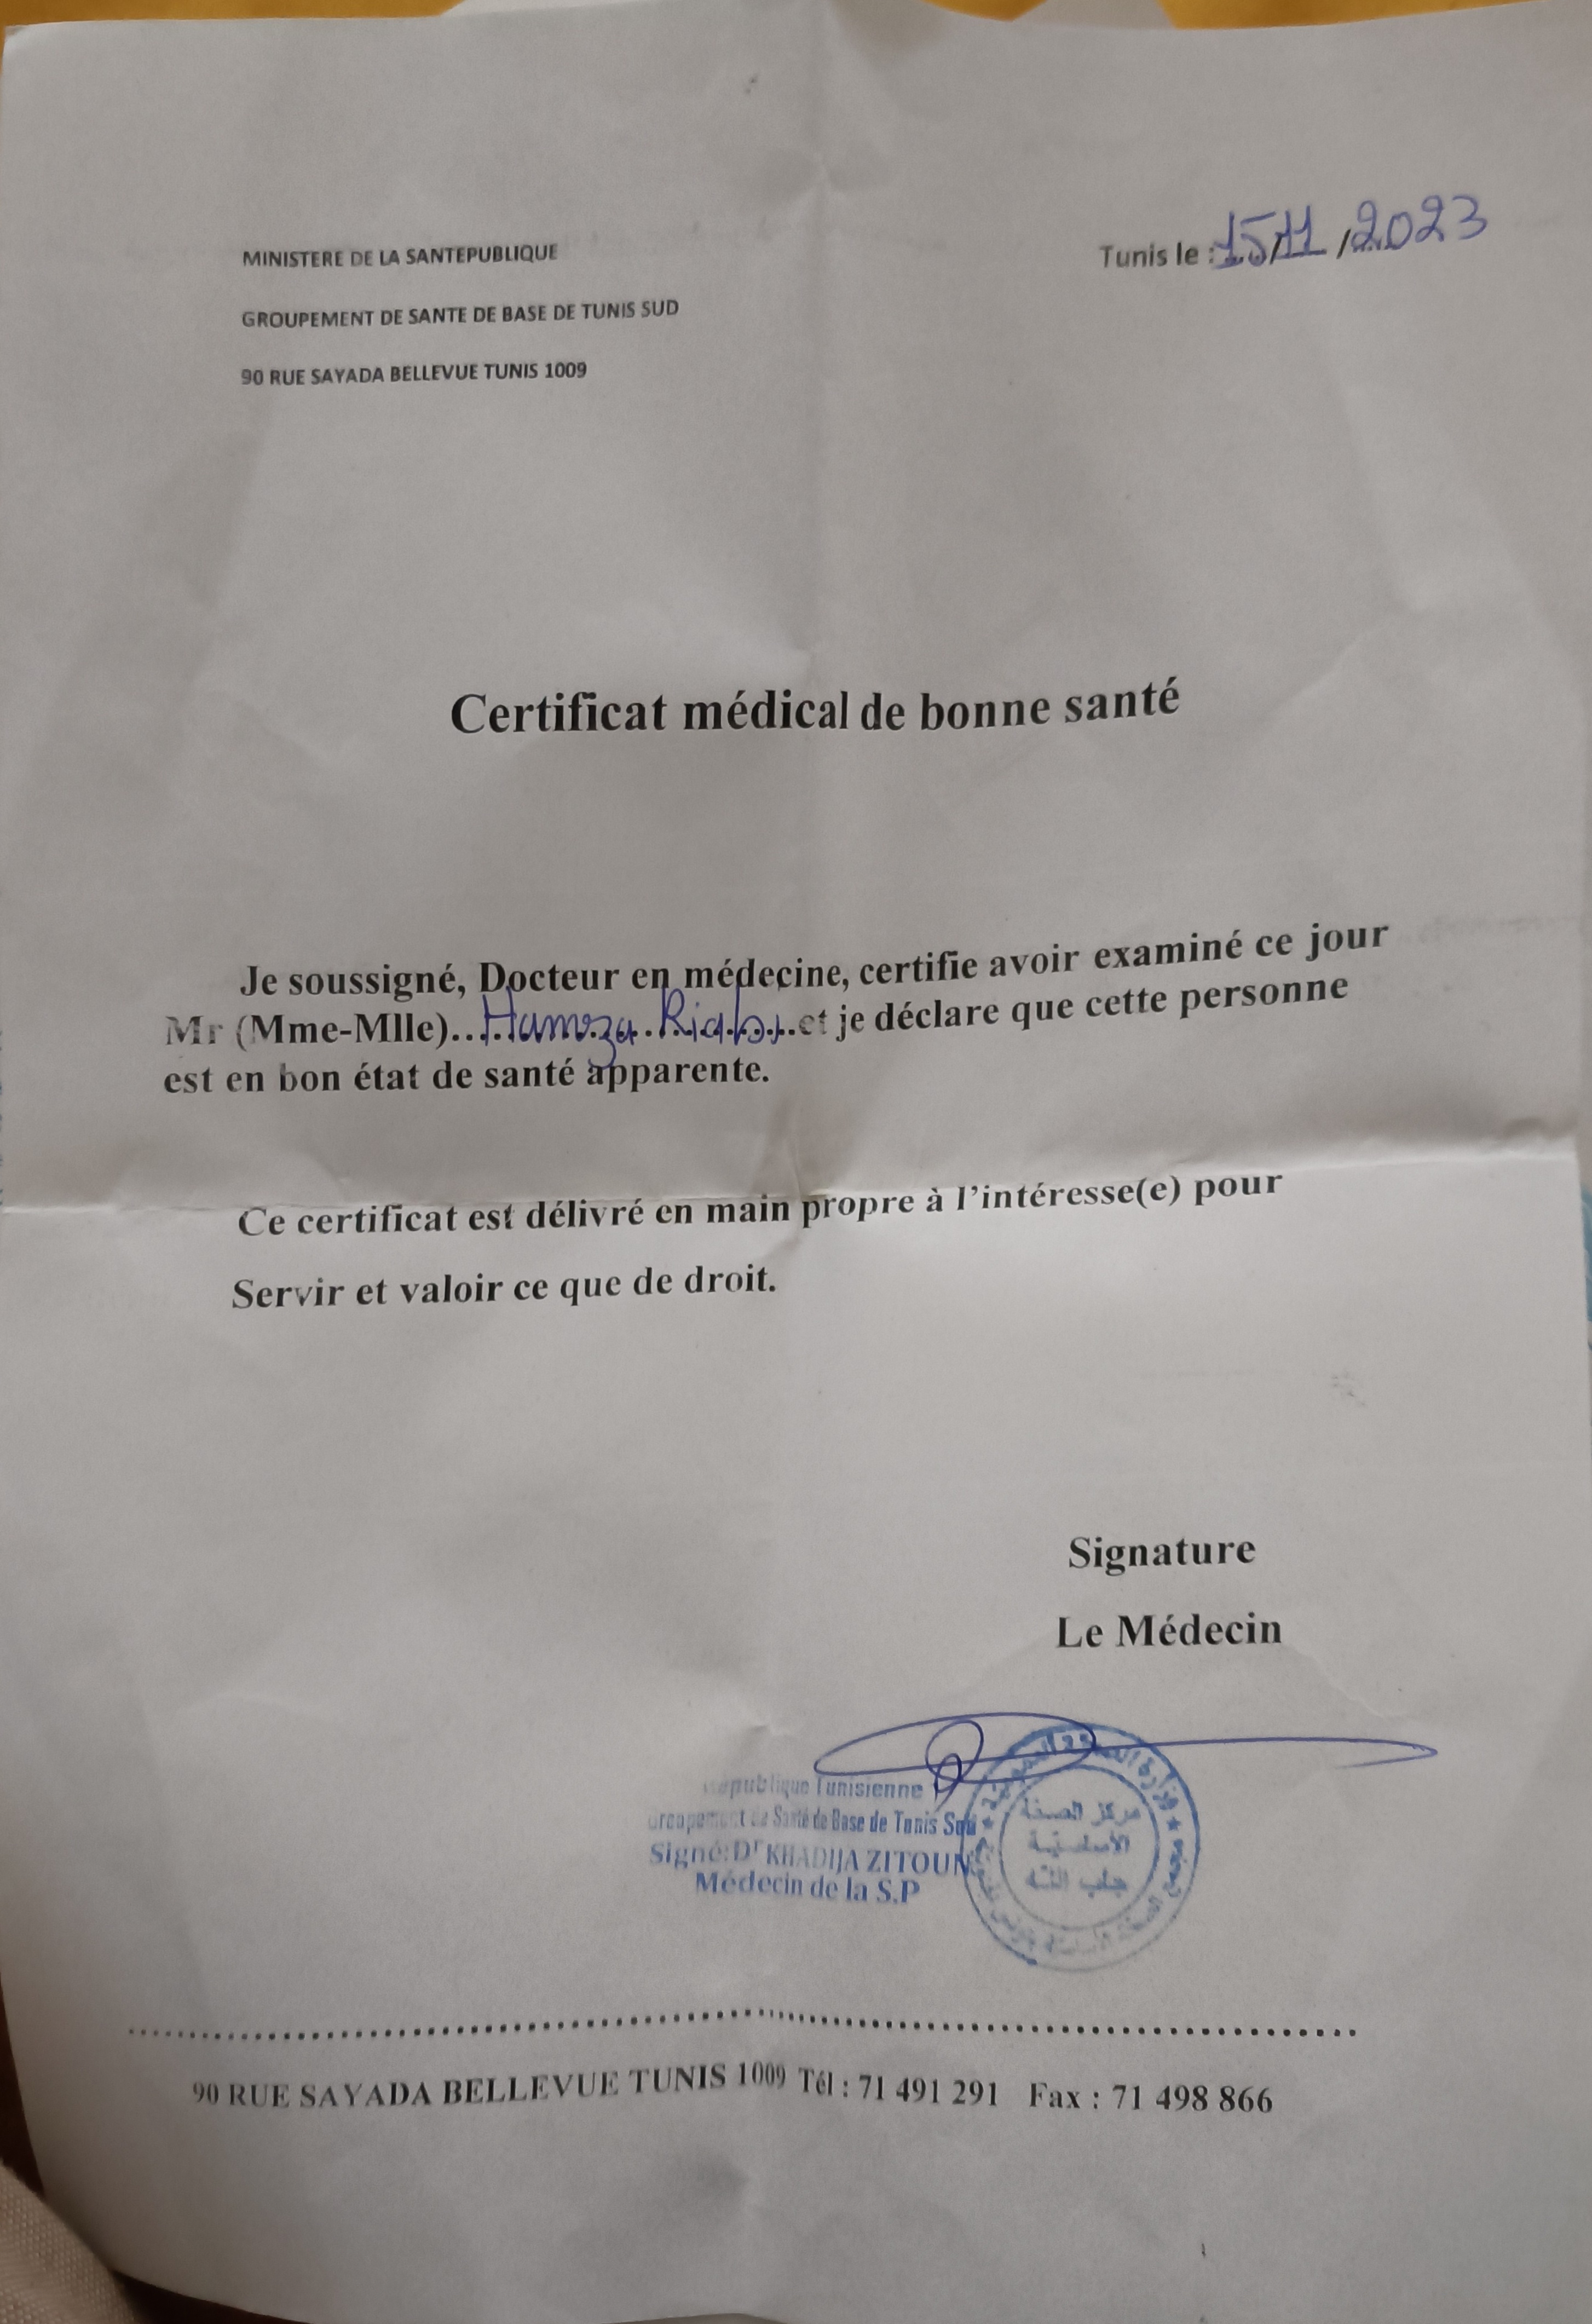 MINISTERE DE LA SANTEPUBLIQUE
GROUPEMENT DE SANTE DE BASE DE TUNIS SUD
90 RUE SAYADA BELLEVUE TUNIS 1009
Tunis le : 15/11/2023
Certificat médical de bonne santé
Je soussigné, Docteur en médecine, certifie avoir examiné ce jour
Mr (Mme-Mlle).....Hamza Riahi.....et je déclare que cette personne
est en bon état de santé apparente.
Ce certificat est délivré en main propre à l'intéresse(e) pour
Servir et valoir ce que de droit.
Signature
Le Médecin
République Tunisienne
Groupement de Santé de Base de Tunis Sud
Signé: Dr KHADIJA ZITOUN
Médecin de la S.P
مركز الصحة
الأساسية
90 RUE SAYADA BELLEVUE TUNIS 1009 Tél : 71 491 291 Fax : 71 498 866